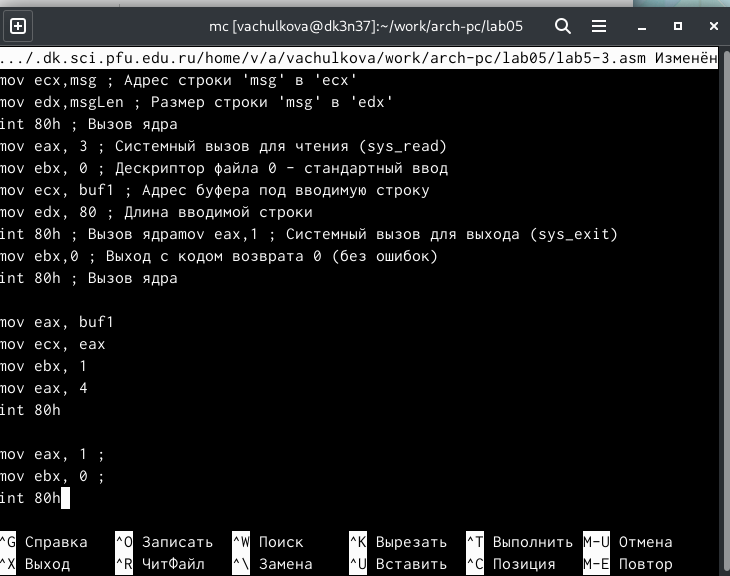 mc [vachulkova@dk3n37]:~/work/arch-pc/lab05
.../.dk.sci.pfu.edu.ru/home/v/a/vachulkova/work/arch-pc/lab05/lab5-3.asm Изменён
mov ecx,msg ; Адрес строки 'msg' в 'ecx'
mov edx,msgLen ; Размер строки 'msg' в 'edx'
int 80h ; Вызов ядра
mov eax, 3 ; Системный вызов для чтения (sys_read)
mov ebx, 0 ; Дескриптор файла 0 - стандартный ввод
mov ecx, buf1 ; Адрес буфера под вводимую строку
mov edx, 80 ; Длина вводимой строки
int 80h ; Вызов ядраmov eax,1 ; Системный вызов для выхода (sys_exit)
mov ebx,0 ; Выход с кодом возврата 0 (без ошибок)
int 80h ; Вызов ядра
mov eax, buf1
mov ecx, eax
mov ebx, 1
mov eax, 4
int 80h
mov eax, 1 ;
mov ebx, 0 ;
int 80h
^G Справка ^O Записать ^W Поиск ^K Вырезать ^T Выполнить M-U Отмена
^X Выход ^R ЧитФайл ^\ Замена ^U Вставить ^C Позиция M-E Повтор